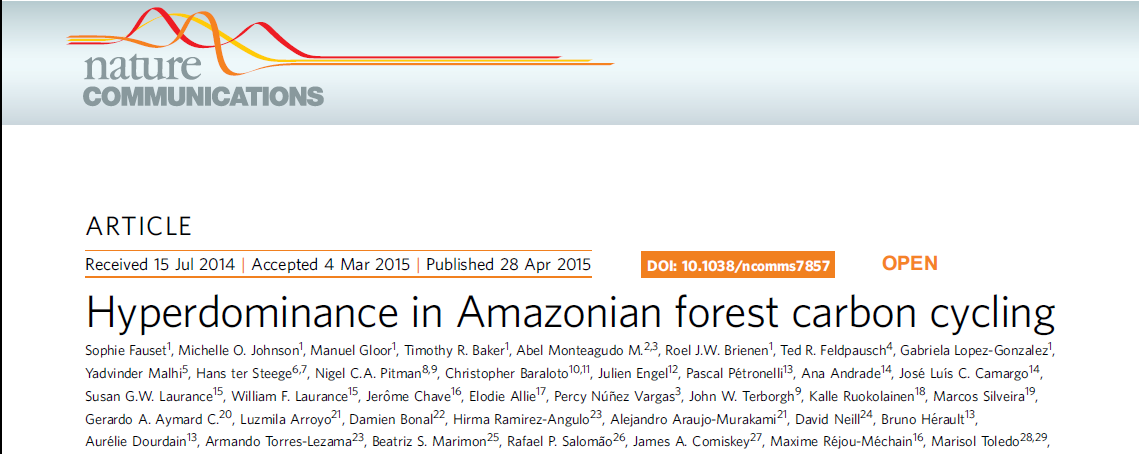 nature
COMMUNICATIONS
ARTICLE
Received 15 Jul 2014 | Accepted 4 Mar 2015 | Published 28 Apr 2015
DOI: 10.1038/ncomms7857
OPEN
Hyperdominance in Amazonian forest carbon cycling
Sophie Fauset1, Michelle O. Johnson1, Manuel Gloor1, Timothy R. Baker1, Abel Monteagudo M.2,3, Roel J.W. Brienen1, Ted R. Feldpausch4, Gabriela Lopez-Gonzalez1,
Yadvinder Malhi5, Hans ter Steege6,7, Nigel C.A. Pitman8,9, Christopher Baraloto10,11, Julien Engel12, Pascal Pétronelli13, Ana Andrade14, José Luís C. Camargo14,
Susan G.W. Laurance15, William F. Laurance15, Jerôme Chave16, Elodie Allie17, Percy Núñez Vargas3, John W. Terborgh9, Kalle Ruokolainen18, Marcos Silveira19,
Gerardo A. Aymard C.20, Luzmila Arroyo21, Damien Bonal22, Hirma Ramirez-Angulo23, Alejandro Araujo-Murakami21, David Neill24, Bruno Hérault13,
Aurélie Dourdain13, Armando Torres-Lezama23, Beatriz S. Marimon25, Rafael P. Salomão26, James A. Comiskey27, Maxime Réjou-Méchain16, Marisol Toledo28,29,